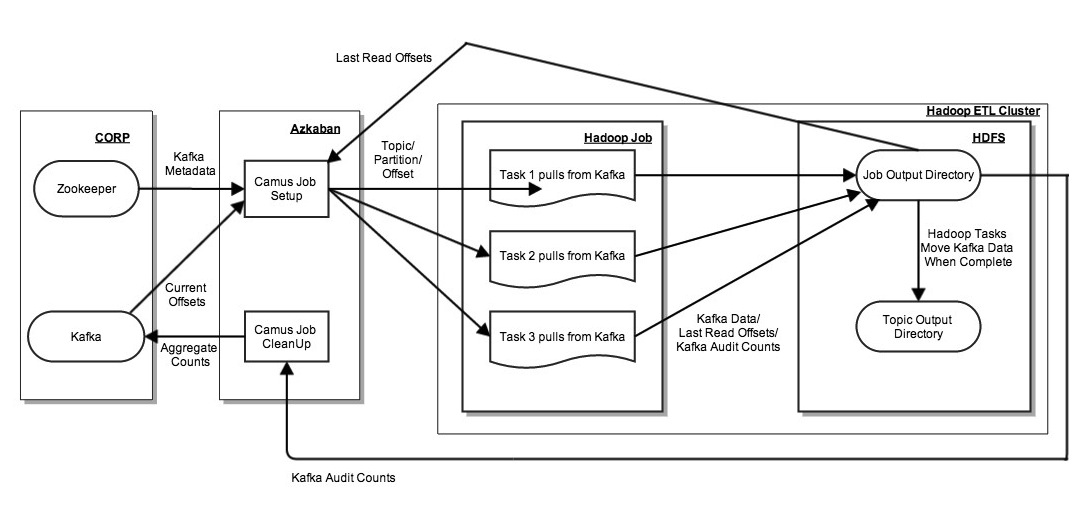 Last Read Offsets
CORP
Zookeeper
Kafka
Kafka
Metadata
Current
Offsets
Aggregate
Counts
Azkaban
Camus Job
Setup
Camus Job
CleanUp
Topic/
Partition/
Offset
Hadoop ETL Cluster
Hadoop Job
Task 1 pulls from Kafka
Task 2 pulls from Kafka
Task 3 pulls from Kafka
Kafka Data/
Last Read Offsets/
Kafka Audit Counts
HDFS
Job Output Directory
Hadoop Tasks
Move Kafka Data
When Complete
Topic Output
Directory
Kafka Audit Counts